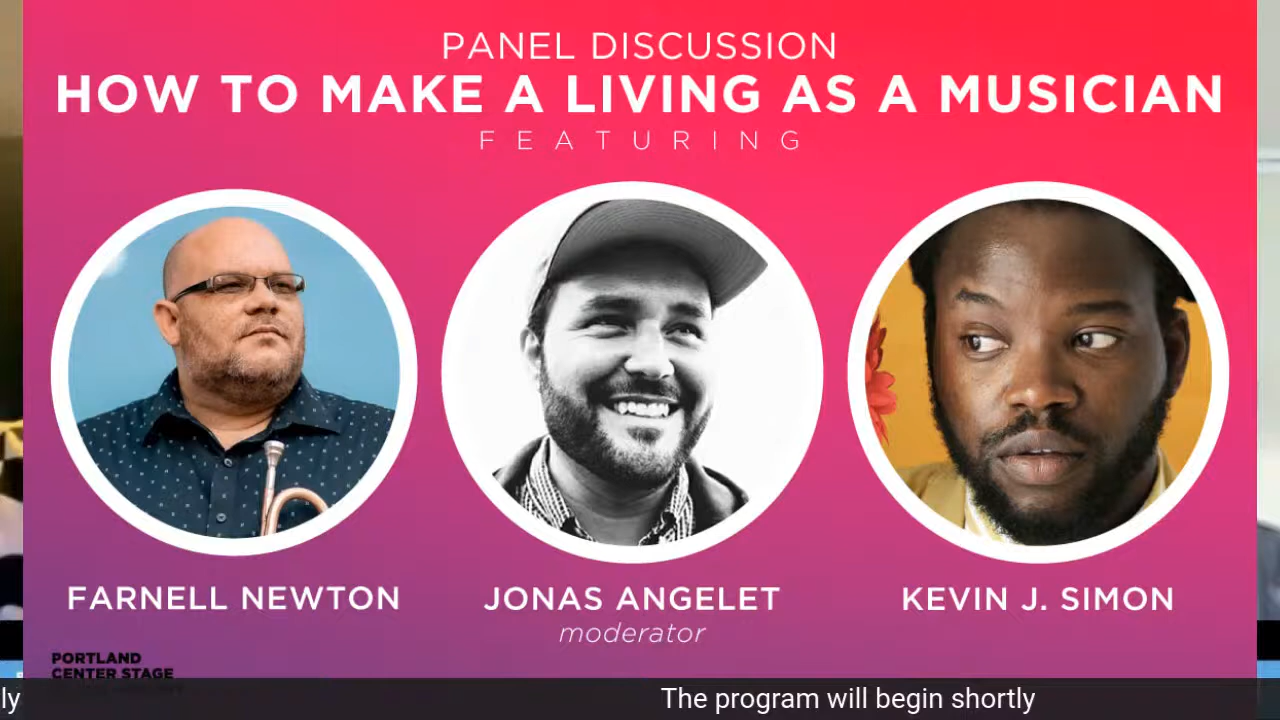 PANEL DISCUSSION
HOW TO MAKE A LIVING AS A MUSICIAN
FEATURING
FARNELL NEWTON
JONAS ANGELET
moderator
KEVIN J. SIMON
PORTLAND
CENTER STAGE
ly
The program will begin shortly